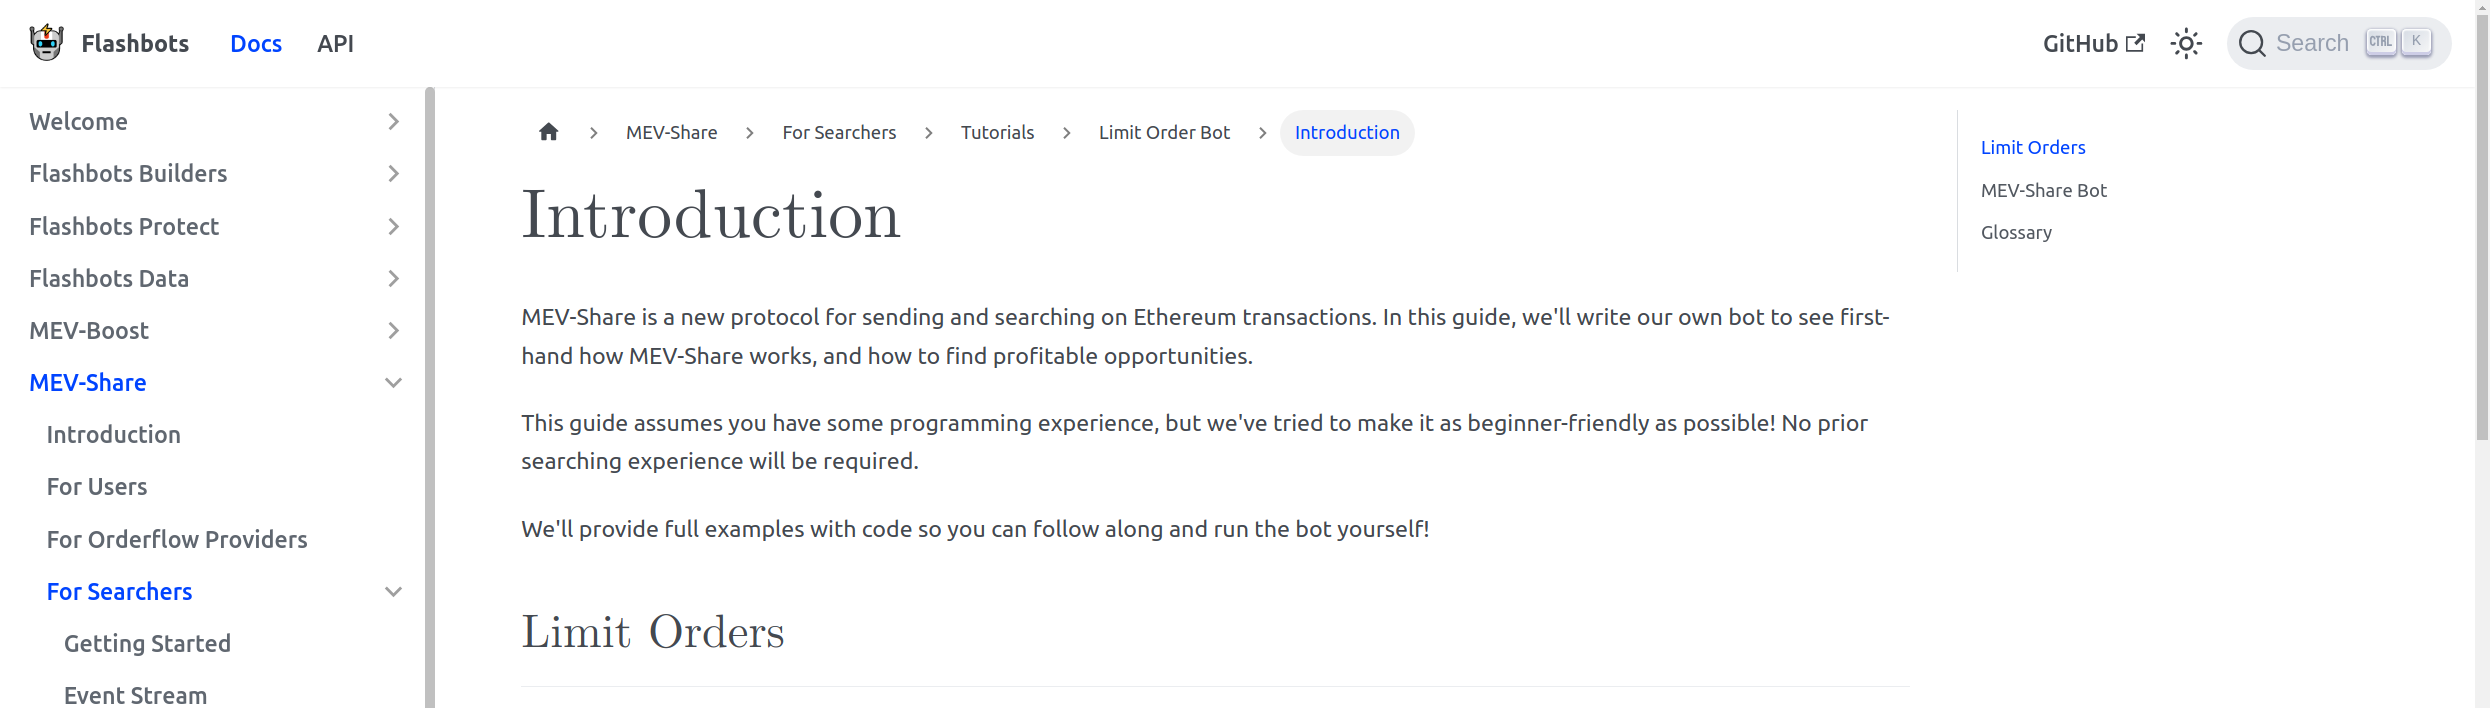 Flashbots
Docs
API
GitHub
Search
CTRL
K
Welcome
Flashbots Builders
Flashbots Protect
Flashbots Data
MEV-Boost
MEV-Share
Introduction
For Users
For Orderflow Providers
For Searchers
Getting Started
Event Stream
MEV-Share
For Searchers
Tutorials
Limit Order Bot
Introduction
Introduction
MEV-Share is a new protocol for sending and searching on Ethereum transactions. In this guide, we'll write our own bot to see first-
hand how MEV-Share works, and how to find profitable opportunities.
This guide assumes you have some programming experience, but we've tried to make it as beginner-friendly as possible! No prior
searching experience will be required.
We'll provide full examples with code so you can follow along and run the bot yourself!
Limit Orders
Limit Orders
MEV-Share Bot
Glossary